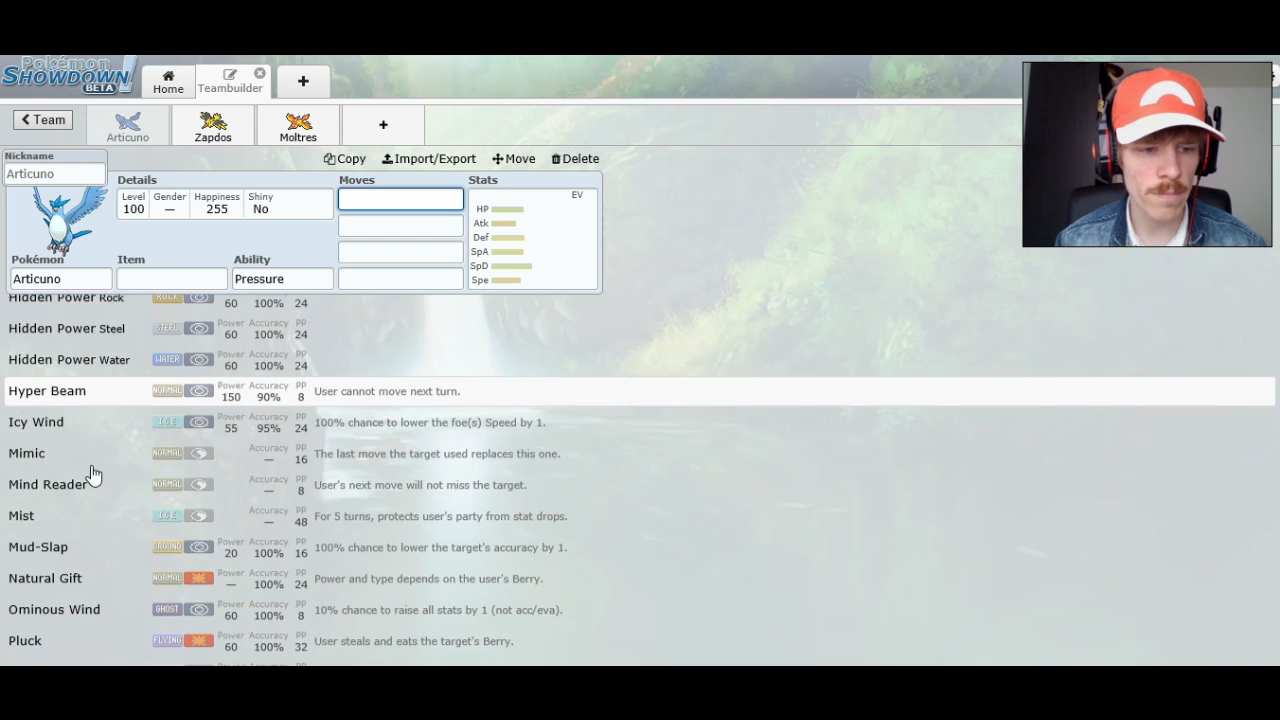 Pokémon
SHOWDOWN!
BETA
Home
Teambuilder
+
Team
Articuno
Zapdos
Moltres
+
Nickname
Articuno
Copy
Import/Export
Move
Delete
Details
Moves
Stats
Level Gender Happiness Shiny
100 — 255 No
EV
HP
Atk
Def
SpA
SpD
Spe
Pokémon
Item
Ability
Articuno
Pressure
Hidden Power Rock ROCK 60 100% 24
Hidden Power Steel STEEL Power 60 Accuracy 100% PP 24
Hidden Power Water WATER Power 60 Accuracy 100% PP 24
Hyper Beam NORMAL Power 150 Accuracy 90% PP 8 User cannot move next turn.
Icy Wind ICE Power 55 Accuracy 95% PP 24 100% chance to lower the foe(s) Speed by 1.
Mimic NORMAL Accuracy — PP 16 The last move the target used replaces this one.
Mind Reader NORMAL Accuracy — PP 8 User's next move will not miss the target.
Mist ICE Accuracy — PP 48 For 5 turns, protects user's party from stat drops.
Mud-Slap GROUND Power 20 Accuracy 100% PP 16 100% chance to lower the target's accuracy by 1.
Natural Gift NORMAL Power — Accuracy 100% PP 24 Power and type depends on the user's Berry.
Ominous Wind GHOST Power 60 Accuracy 100% PP 8 10% chance to raise all stats by 1 (not acc/eva).
Pluck FLYING Power 60 Accuracy 100% PP 32 User steals and eats the target's Berry.